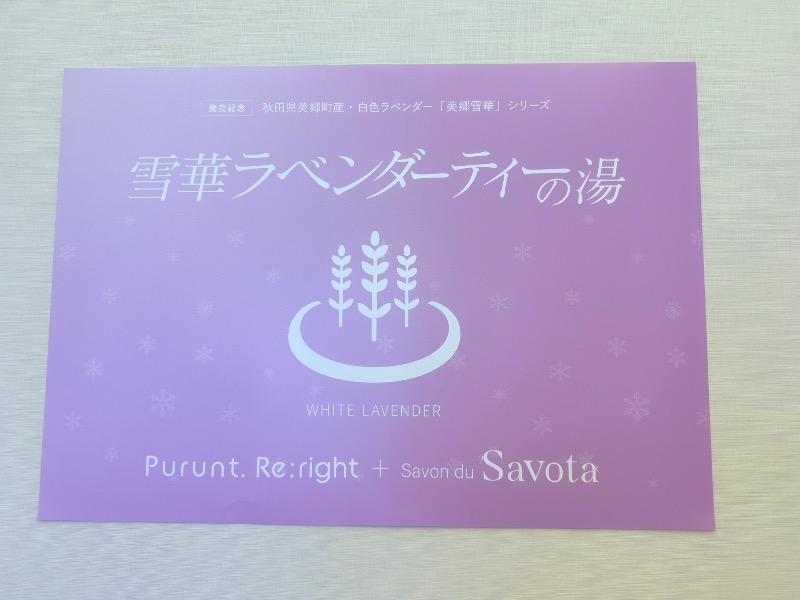 発売記念 秋田県美郷町産・白色ラベンダー「美郷雪華」シリーズ
雪華ラベンダーティーの湯
WHITE LAVENDER
Purunt. Re:right + Savon du Savota